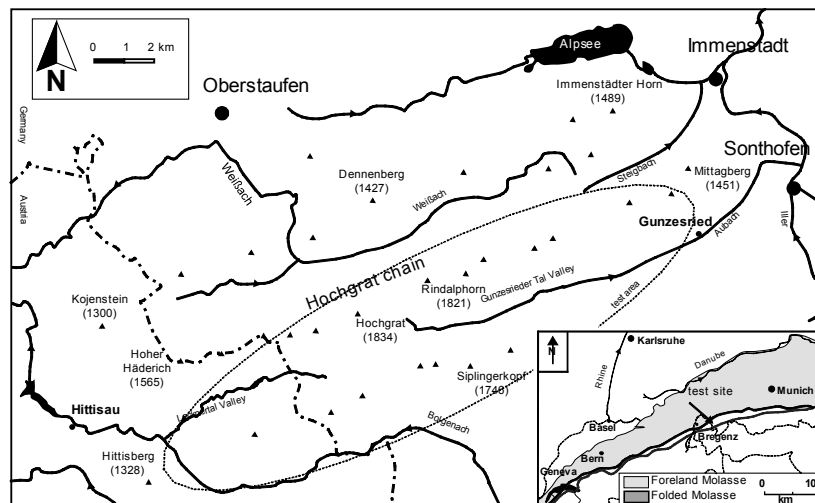 0 1 2 km
N
Alpsee
Immenstadt
Oberstaufen
Immenstädter Horn
(1489)
Germany
Austria
Sonthofen
Weißach
Dennenberg
(1427)
Weißach
Steigbach
Mittagberg
(1451)
Gunzesried
Aubach
Iller
Hochgrat chain
Rindalphorn
(1821)
Gunzesrieder Tal Valley
test area
Kojenstein
(1300)
Hochgrat
(1834)
Hoher
Häderich
(1565)
Siplingerkopf
(1746)
Hittisau
Valley
Bolgenach
Hittisberg
(1328)
N
Karlsruhe
Rhine
Danube
test site
Munich
Basel
Bregenz
Bern
Geneva
Foreland Molasse
Folded Molasse
0
km